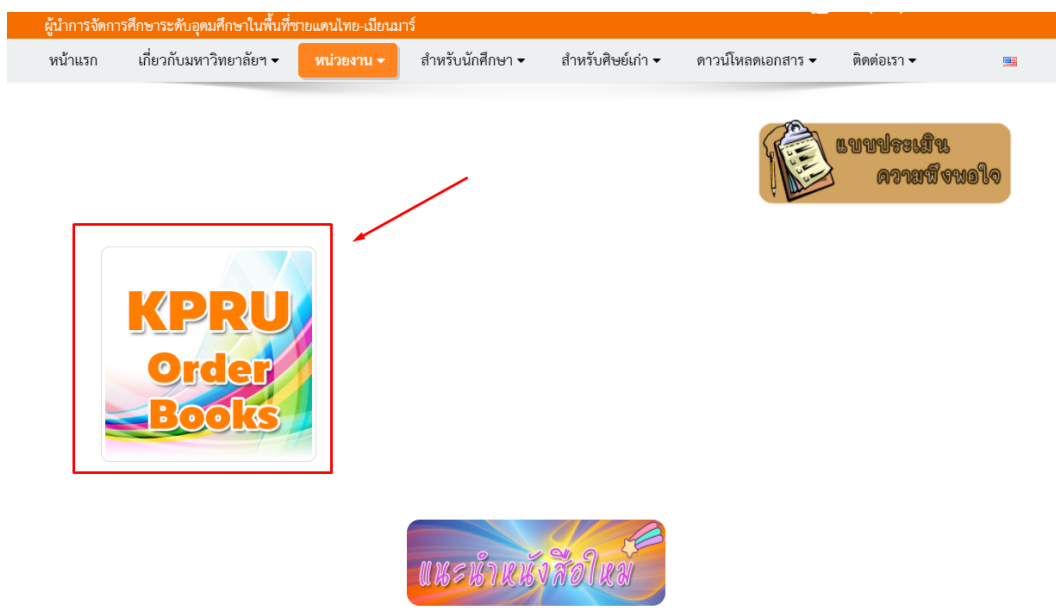 ผู้นำการจัดการศึกษาระดับอุดมศึกษาในพื้นที่ชายแดนไทย-เมียนมาร์
หน้าแรก เกี่ยวกับมหาวิทยาลัยฯ หน่วยงาน สำหรับนักศึกษา สำหรับศิษย์เก่า ดาวน์โหลดเอกสาร ติดต่อเรา
แบบประเมิน
ความพึงพอใจ
KPRU
Order
Books
แนะนำหนังสือใหม่